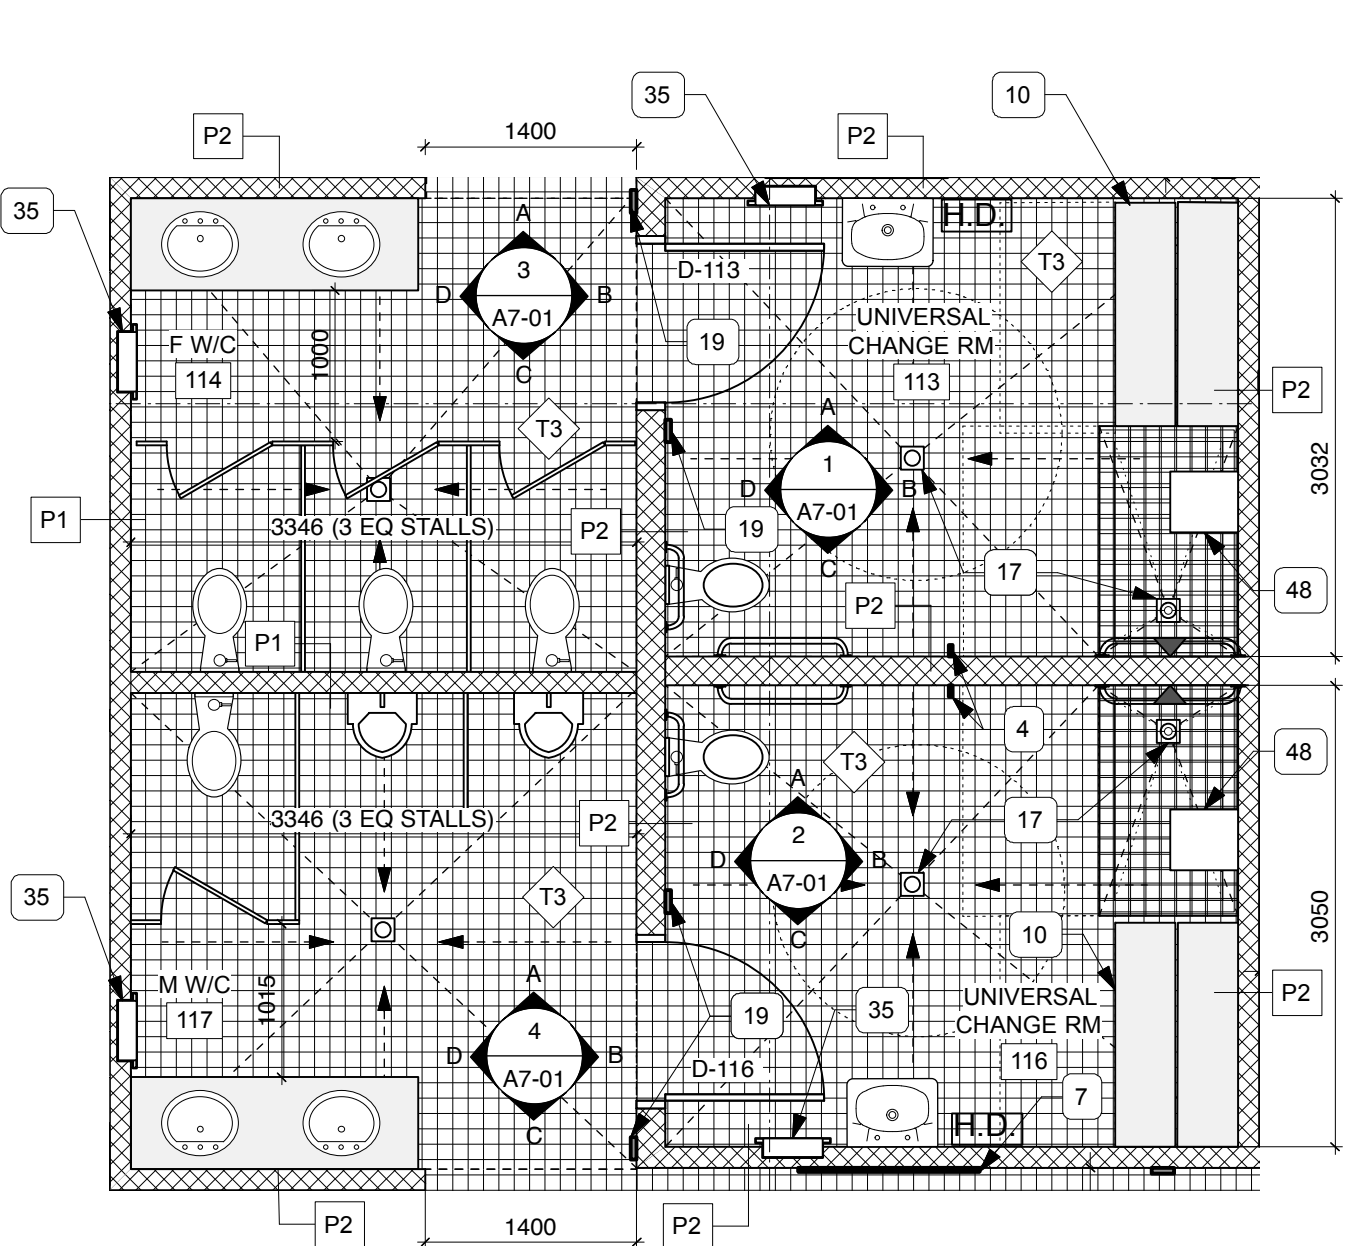 35
10
P2
1400
P2
35
A
3
D
B
A7-01
C
H.D.
D-113
T3
UNIVERSAL
CHANGE RM
113
19
F W/C
114
1000
T3
P2
3032
A
1
D
B
A7-01
C
P1
3346 (3 EQ STALLS)
P2
19
17
48
P2
P1
4
48
T3
3346 (3 EQ STALLS)
P2
A
2
D
B
A7-01
C
17
35
T3
10
3050
M W/C
117
1015
A
4
D
B
A7-01
C
19
35
UNIVERSAL
CHANGE RM
116
P2
D-116
7
H.D.
P2
1400
P2